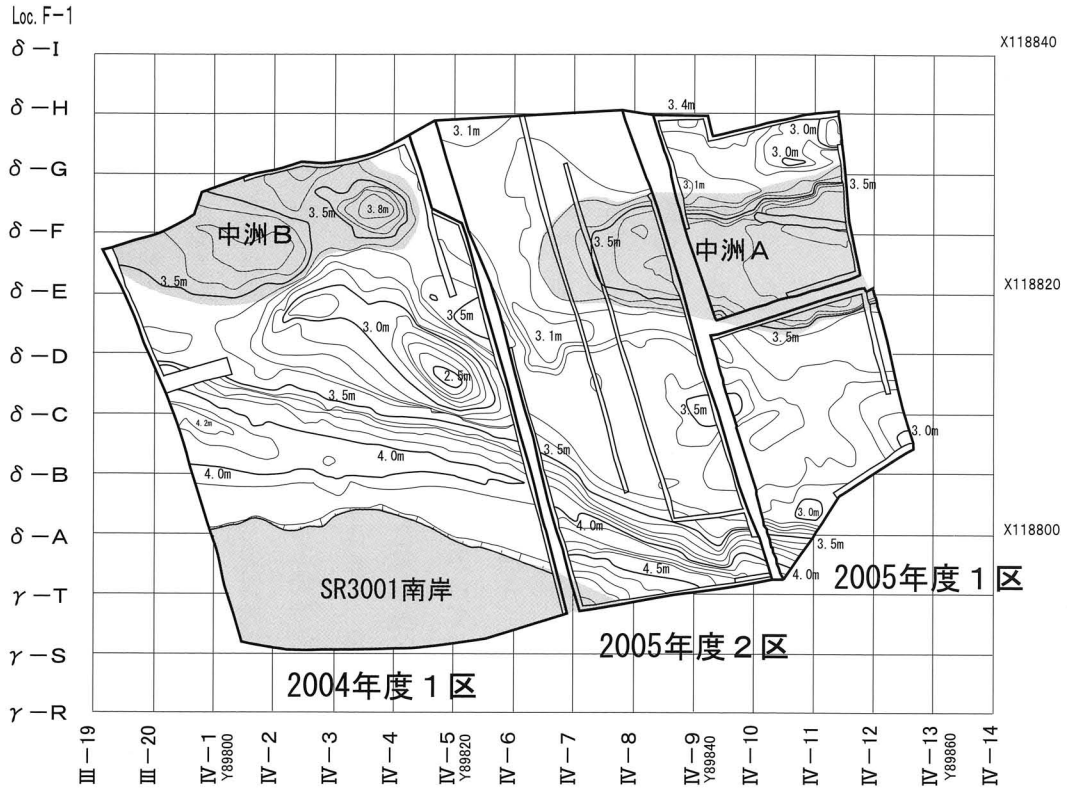 Loc. F-1
δ-I
X118840
δ-H
3.4m
3.1m
3.0m
3.0m
δ-G
3.1m
3.5m
3.5m
3.8m
δ-F
中洲B
3.5m
中洲A
3.5m
δ-E
X118820
3.5m
3.0m
3.1m
3.5m
δ-D
2.5m
3.5m
3.5m
δ-C
4.2m
3.0m
4.0m
3.5m
4.0m
δ-B
3.0m
4.0m
δ-A
X118800
3.5m
4.5m
4.0m
2005年度1区
SR3001南岸
γ-T
2005年度2区
γ-S
2004年度1区
γ-R
Ⅲ-19
Ⅲ-20
Ⅳ-1
Y89800
Ⅳ-2
Ⅳ-3
Ⅳ-4
Ⅳ-5
Y89820
Ⅳ-6
Ⅳ-7
Ⅳ-8
Ⅳ-9
Y89840
Ⅳ-10
Ⅳ-11
Ⅳ-12
Ⅳ-13
Y89860
Ⅳ-14